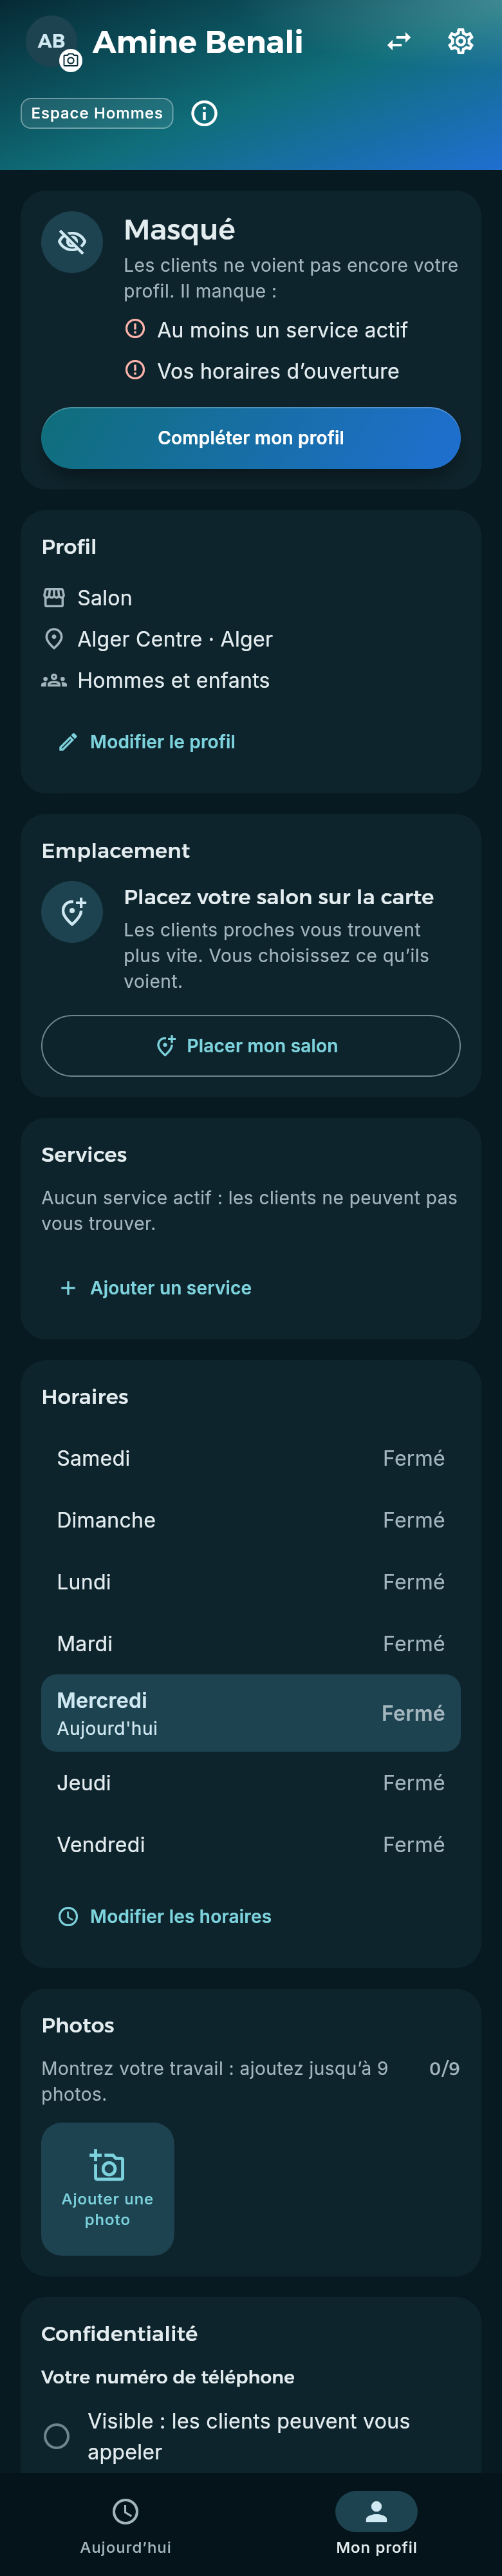 AB
Amine Benali
Espace Hommes
Masqué
Les clients ne voient pas encore votre
profil. Il manque :
Au moins un service actif
Vos horaires d’ouverture
Compléter mon profil
Profil
Salon
Alger Centre · Alger
Hommes et enfants
Modifier le profil
Emplacement
Placez votre salon sur la carte
Les clients proches vous trouvent
plus vite. Vous choisissez ce qu’ils
voient.
Placer mon salon
Services
Aucun service actif : les clients ne peuvent pas
vous trouver.
Ajouter un service
Horaires
Samedi Fermé
Dimanche Fermé
Lundi Fermé
Mardi Fermé
Mercredi
Aujourd'hui Fermé
Jeudi Fermé
Vendredi Fermé
Modifier les horaires
Photos
Montrez votre travail : ajoutez jusqu’à 9 0/9
photos.
Ajouter une
photo
Confidentialité
Votre numéro de téléphone
Visible : les clients peuvent vous
appeler
Aujourd’hui Mon profil